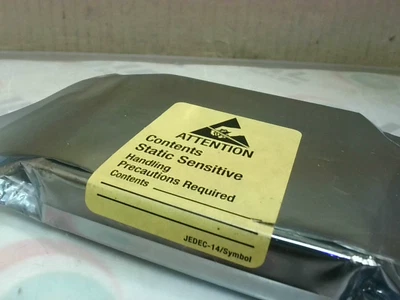 ATTENTION
Contents
Static Sensitive
Handling
Precautions Required
Contents
JEDEC-14/Symbol